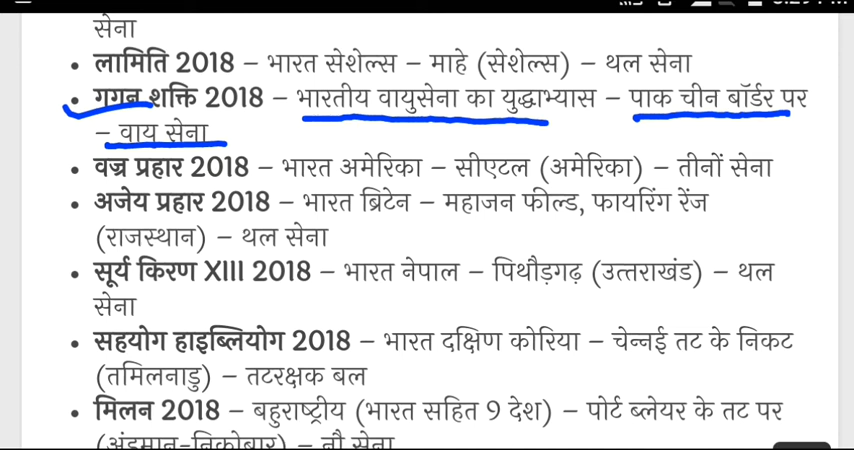 सेना
• लामिति 2018 – भारत सेशेल्स – माहे (सेशेल्स) – थल सेना
• गगन शक्ति 2018 – भारतीय वायुसेना का युद्धाभ्यास – पाक चीन बॉर्डर पर
– वायु सेना
• वज्र प्रहार 2018 – भारत अमेरिका – सीएटल (अमेरिका) – तीनों सेना
• अजेय प्रहार 2018 – भारत ब्रिटेन – महाजन फील्ड, फायरिंग रेंज
(राजस्थान) – थल सेना
• सूर्य किरण XIII 2018 – भारत नेपाल – पिथौड़गढ़ (उत्तराखंड) – थल
सेना
• सहयोग हाइब्लियोग 2018 – भारत दक्षिण कोरिया – चेन्नई तट के निकट
(तमिलनाडु) – तटरक्षक बल
• मिलन 2018 – बहुराष्ट्रीय (भारत सहित 9 देश) – पोर्ट ब्लेयर के तट पर
(अंडमान-निकोबार) – नौ सेना